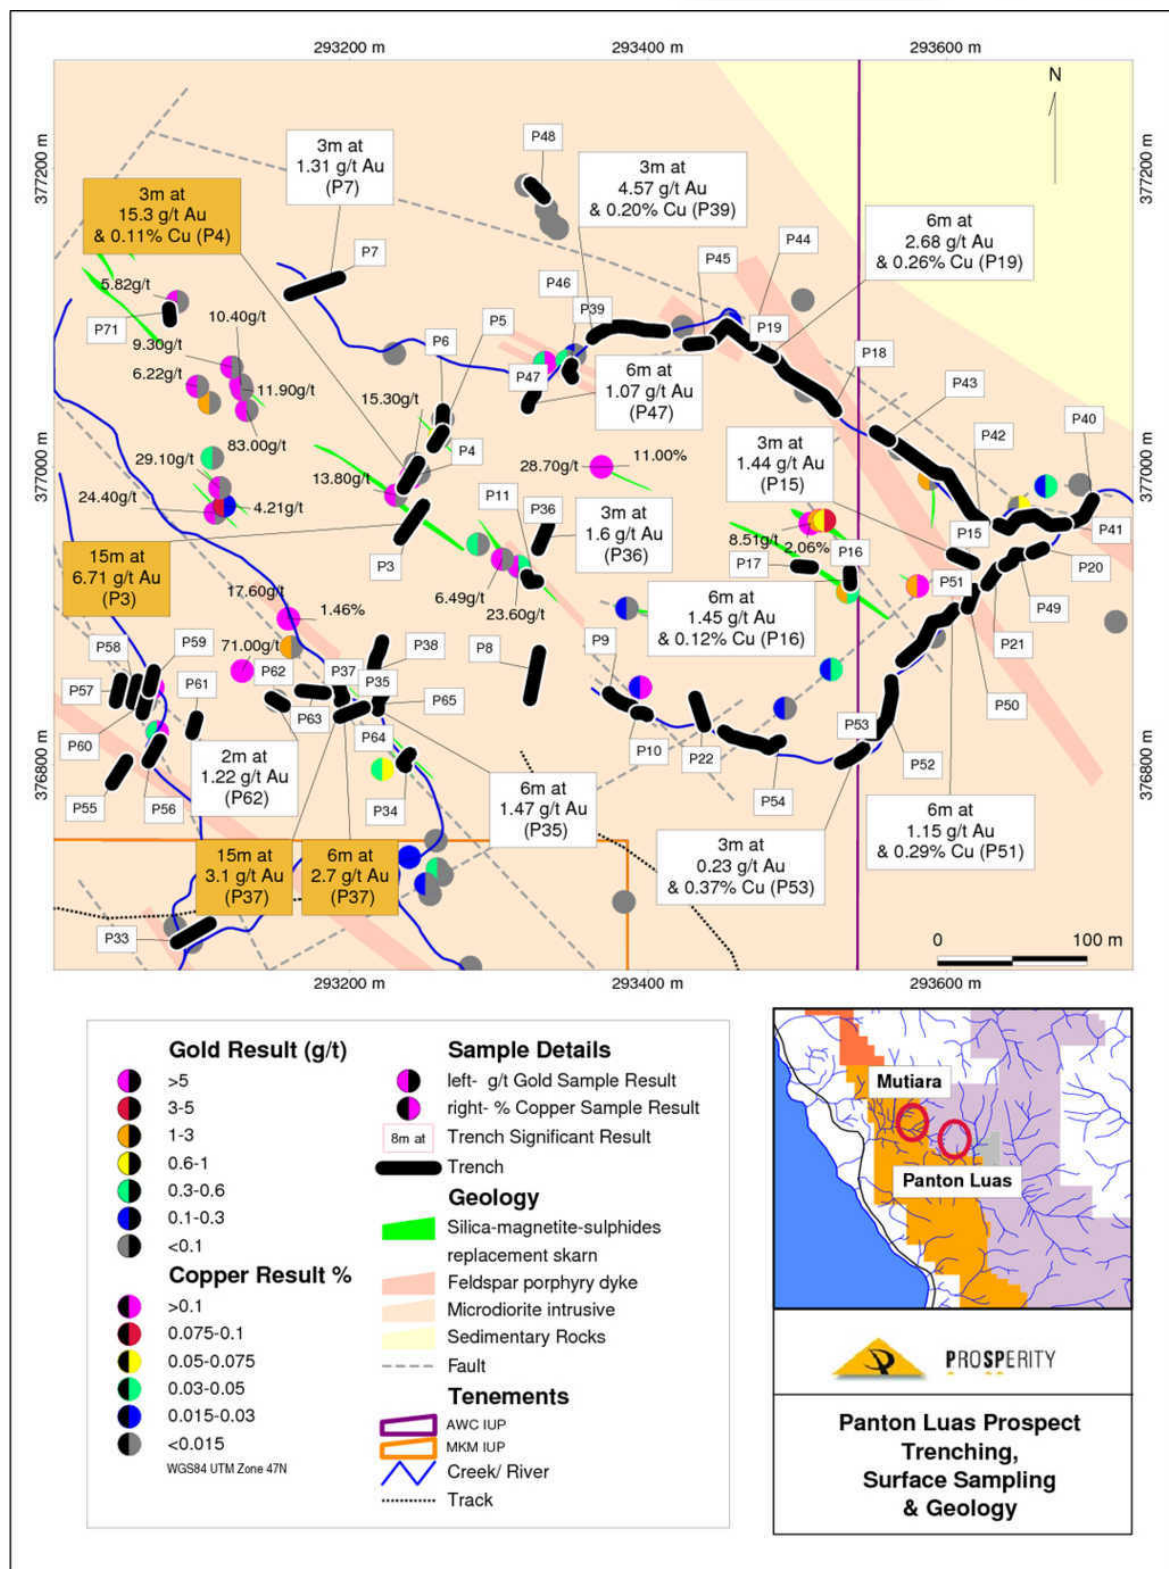 293200 m
293400 m
293600 m
N
377200 m
377000 m
376800 m
377200 m
377000 m
376800 m
3m at
1.31 g/t Au
(P7)
P48
3m at
4.57 g/t Au
& 0.20% Cu (P39)
3m at
15.3 g/t Au
& 0.11% Cu (P4)
6m at
2.68 g/t Au
& 0.26% Cu (P19)
P7
P44
P45
P46
P39
P5
P6
P19
P18
P43
P42
P40
5.82g/t
P71
10.40g/t
9.30g/t
6.22g/t
11.90g/t
83.00g/t
15.30g/t
P47
6m at
1.07 g/t Au
(P47)
29.10g/t
24.40g/t
4.21g/t
13.80g/t
P4
28.70g/t
11.00%
3m at
1.44 g/t Au
(P15)
P11
P36
3m at
1.6 g/t Au
(P36)
8.51g/t
2.06%
P16
P17
P15
P41
P20
P51
P49
P21
P50
15m at
6.71 g/t Au
(P3)
P3
6.49g/t
23.60g/t
6m at
1.45 g/t Au
& 0.12% Cu (P16)
17.60g/t
1.46%
71.00g/t
P58
P59
P57
P61
P62
P37
P38
P35
P65
P63
P64
P60
P8
P9
P10
P22
P53
P52
P54
P55
P56
P34
2m at
1.22 g/t Au
(P62)
6m at
1.47 g/t Au
(P35)
3m at
0.23 g/t Au
& 0.37% Cu (P53)
6m at
1.15 g/t Au
& 0.29% Cu (P51)
15m at
3.1 g/t Au
(P37)
6m at
2.7 g/t Au
(P37)
P33
0
100 m
293200 m
293400 m
293600 m
Gold Result (g/t)
>5
3-5
1-3
0.6-1
0.3-0.6
0.1-0.3
<0.1
Copper Result %
>0.1
0.075-0.1
0.05-0.075
0.03-0.05
0.015-0.03
<0.015
WGS84 UTM Zone 47N
Sample Details
left- g/t Gold Sample Result
right- % Copper Sample Result
8m at
Trench Significant Result
Trench
Geology
Silica-magnetite-sulphides
replacement skarn
Feldspar porphyry dyke
Microdiorite intrusive
Sedimentary Rocks
Fault
Tenements
AWC IUP
MKM IUP
Creek/ River
Track
Mutiara
Panton Luas
PROSPERITY
Panton Luas Prospect
Trenching,
Surface Sampling
& Geology